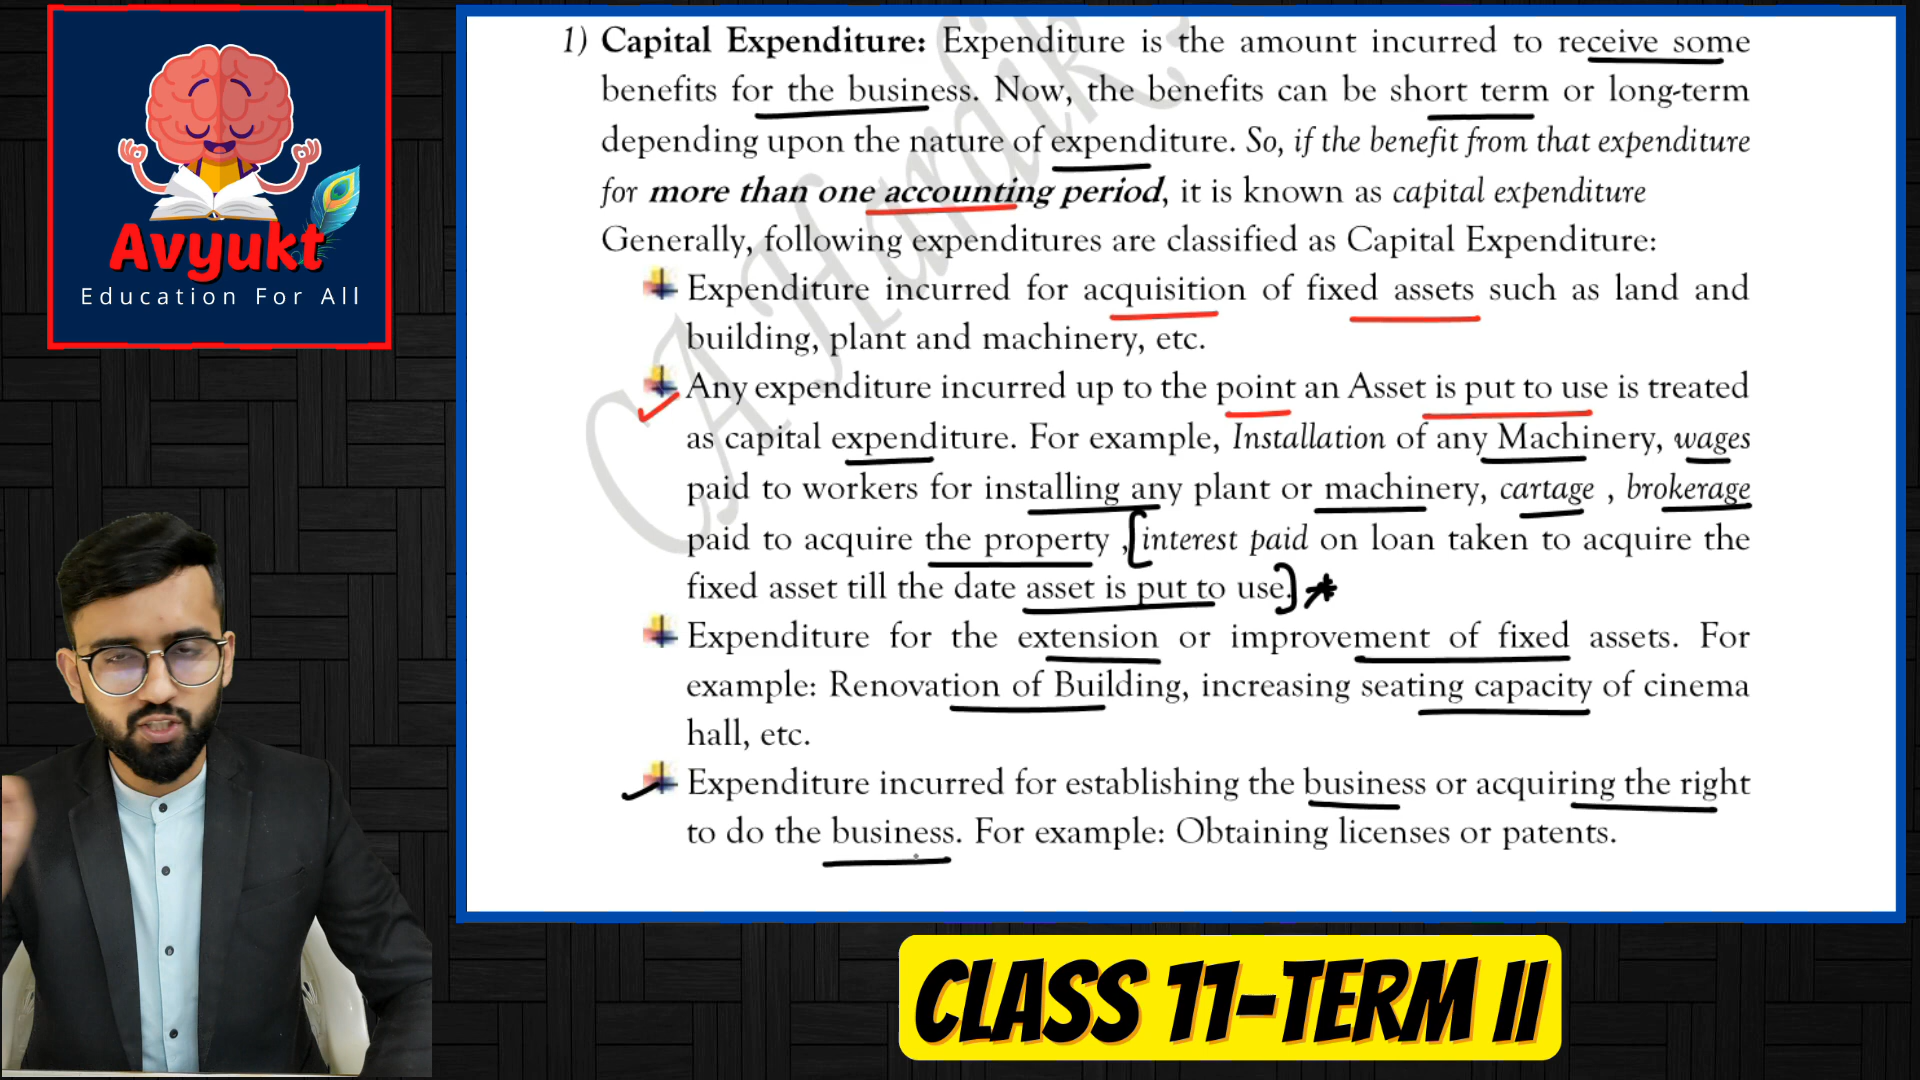 Avyukt
Education For All
1) Capital Expenditure: Expenditure is the amount incurred to receive some
benefits for the business. Now, the benefits can be short term or long-term
depending upon the nature of expenditure. So, if the benefit from that expenditure
for more than one accounting period, it is known as capital expenditure
Generally, following expenditures are classified as Capital Expenditure:
Expenditure incurred for acquisition of fixed assets such as land and
building, plant and machinery, etc.
Any expenditure incurred up to the point an Asset is put to use is treated
as capital expenditure. For example, Installation of any Machinery, wages
paid to workers for installing any plant or machinery, cartage , brokerage
paid to acquire the property , [interest paid on loan taken to acquire the
fixed asset till the date asset is put to use.] *
Expenditure for the extension or improvement of fixed assets. For
example: Renovation of Building, increasing seating capacity of cinema
hall, etc.
Expenditure incurred for establishing the business or acquiring the right
to do the business. For example: Obtaining licenses or patents.
CA Hardik
CLASS 11-TERM II